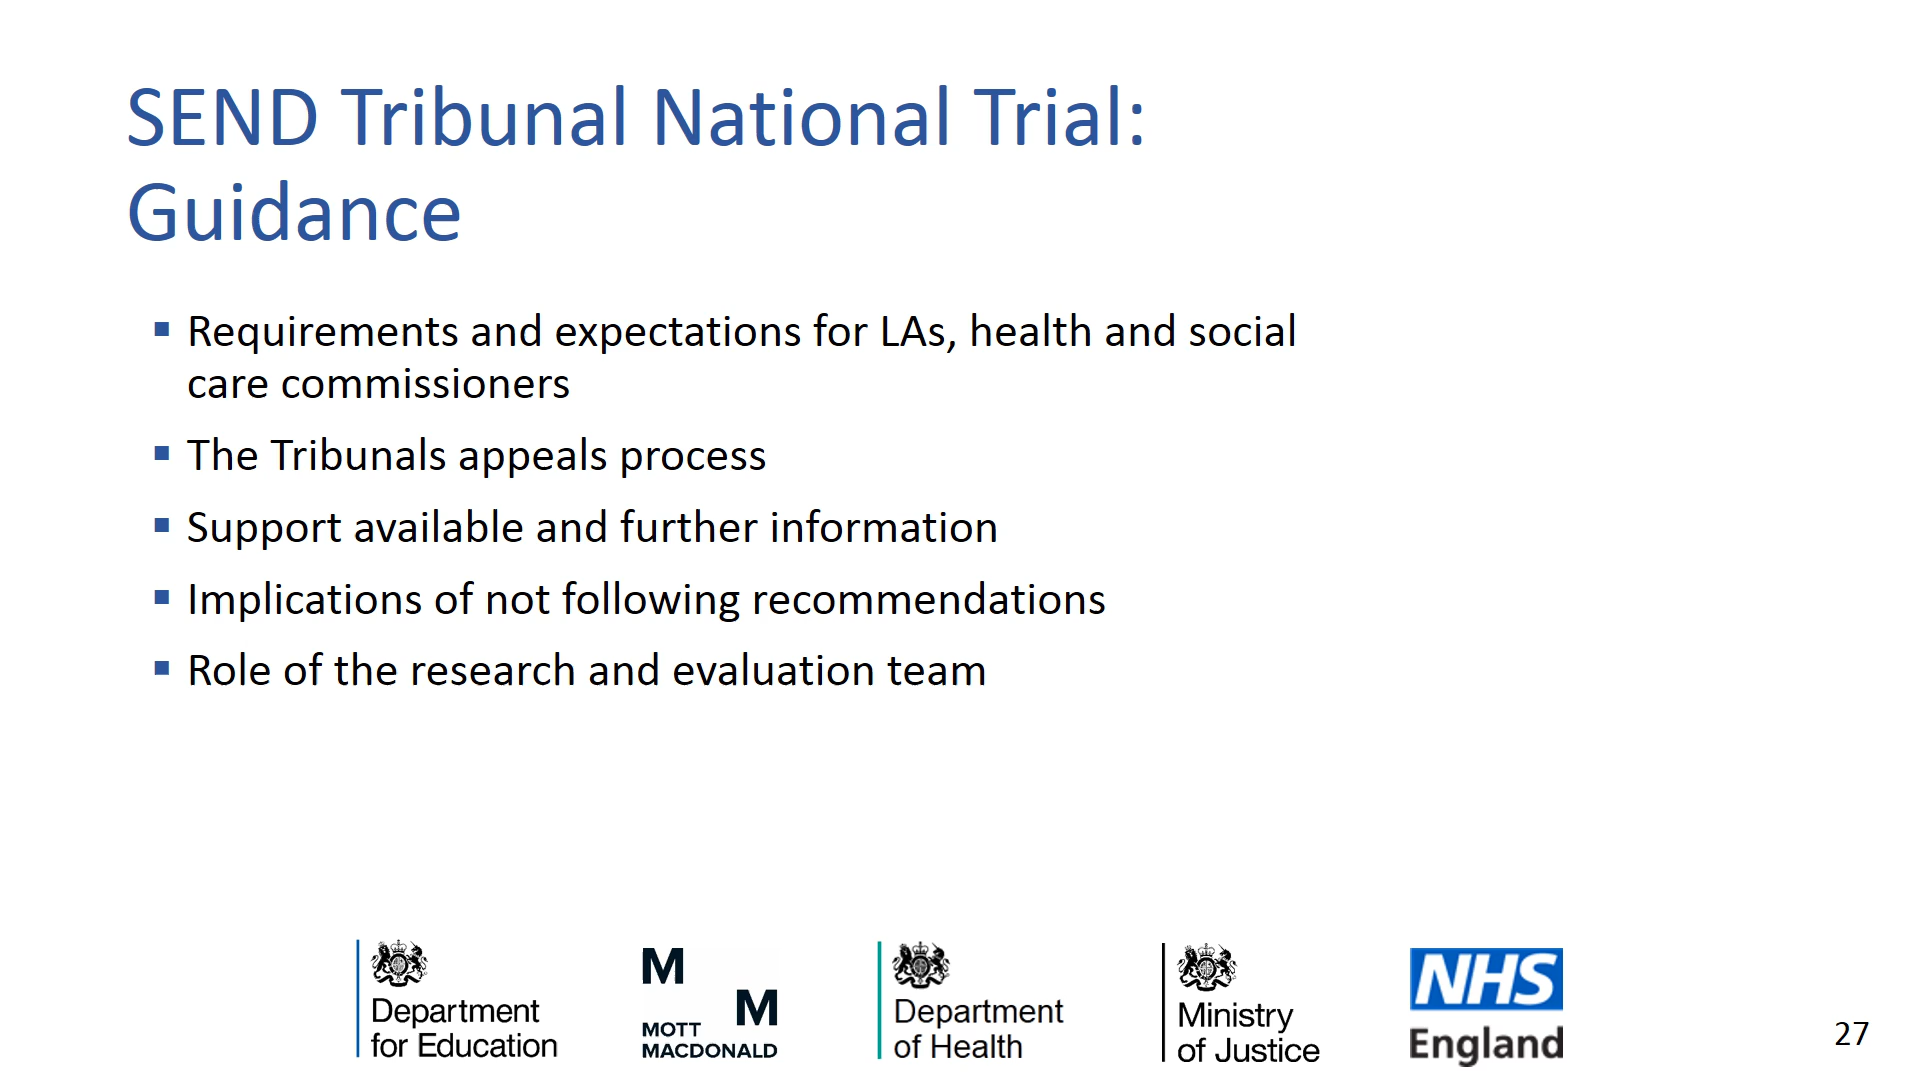 SEND Tribunal National Trial:
Guidance
▪ Requirements and expectations for LAs, health and social
care commissioners
▪ The Tribunals appeals process
▪ Support available and further information
▪ Implications of not following recommendations
▪ Role of the research and evaluation team
Department
for Education
M
M
MOTT
MACDONALD
Department
of Health
Ministry
of Justice
NHS
England
27